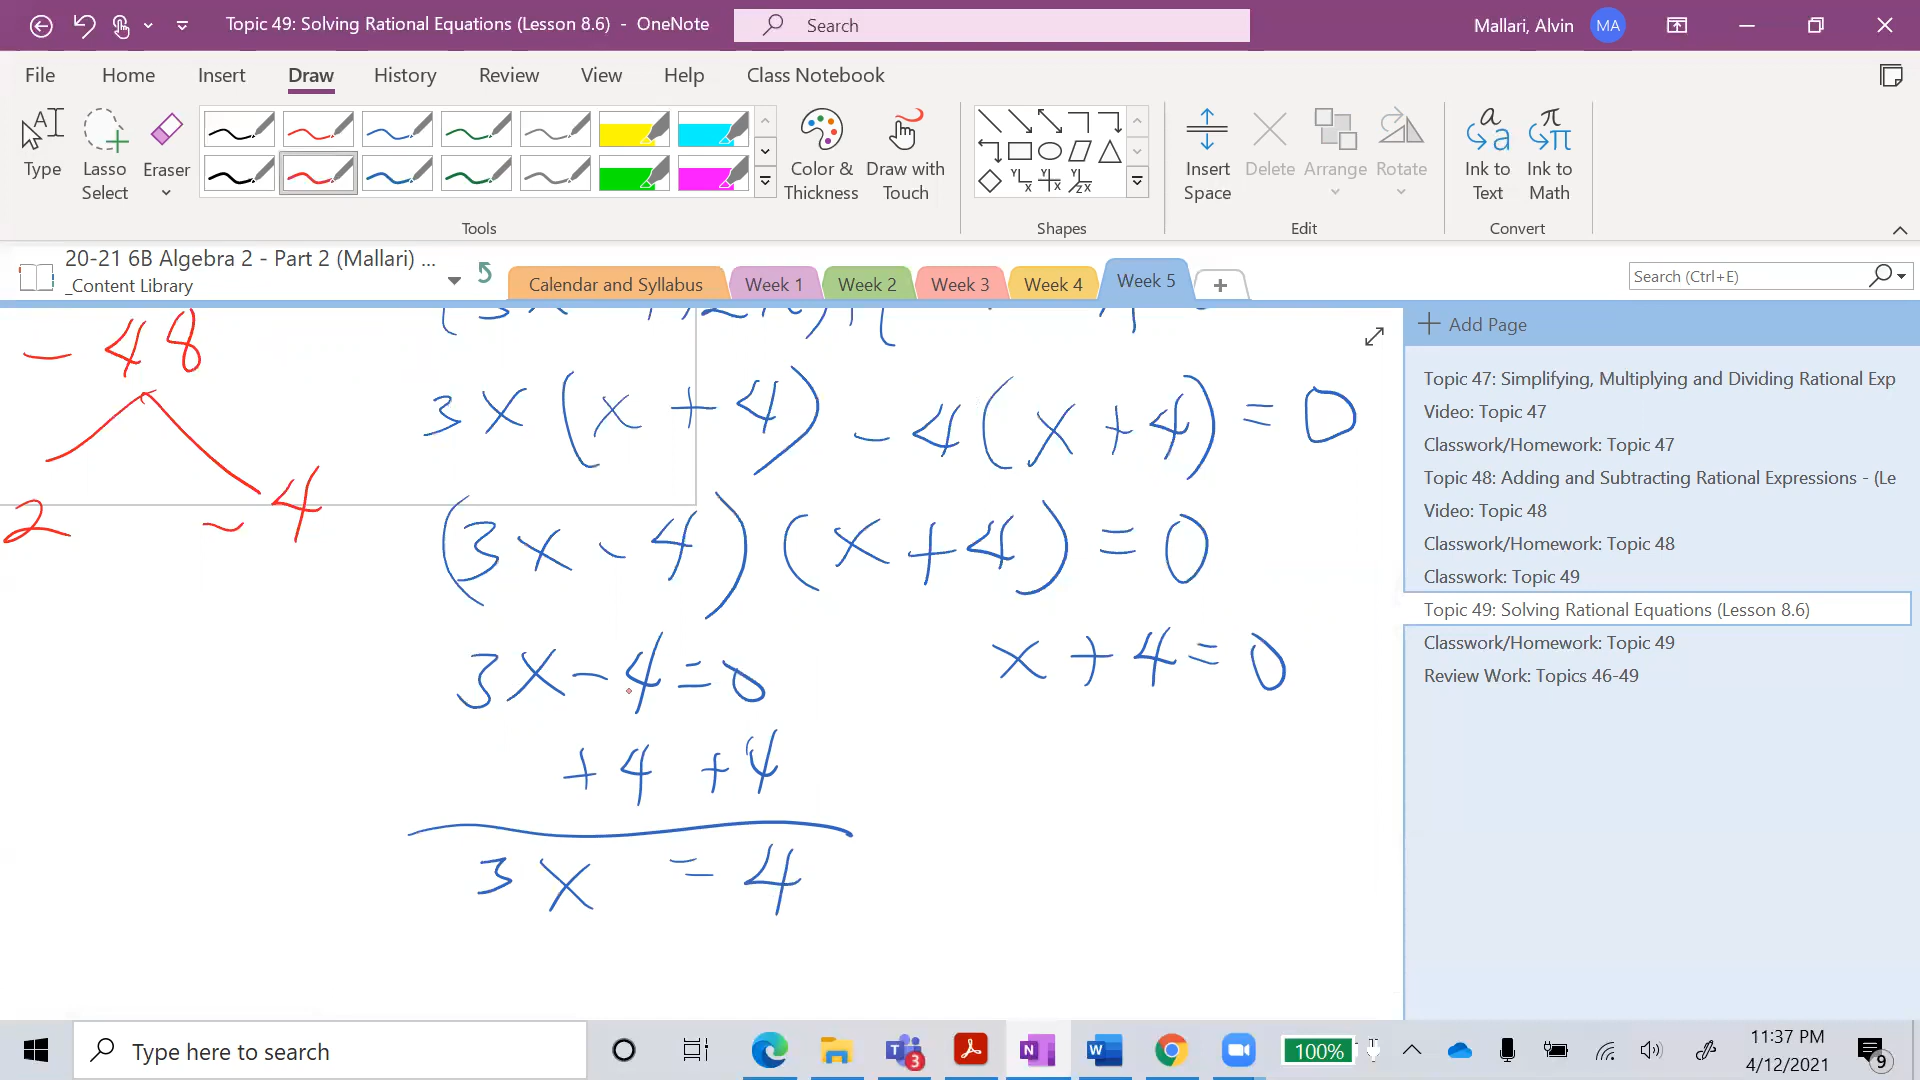 Topic 49: Solving Rational Equations (Lesson 8.6) - OneNote
Search
Mallari, Alvin
MA
File Home Insert Draw History Review View Help Class Notebook
Type
Lasso Select
Eraser
Color & Thickness
Draw with Touch
Insert Space
Delete
Arrange
Rotate
Ink to Text
Ink to Math
Tools
Shapes
Edit
Convert
20-21 6B Algebra 2 - Part 2 (Mallari) ...
_Content Library
Calendar and Syllabus
Week 1
Week 2
Week 3
Week 4
Week 5
Search (Ctrl+E)
- 48
2 - 4
3x(x + 4) - 4(x + 4) = 0
(3x - 4)(x + 4) = 0
3x - 4 = 0
x + 4 = 0
+ 4 + 4
3x = 4
Add Page
Topic 47: Simplifying, Multiplying and Dividing Rational Exp
Video: Topic 47
Classwork/Homework: Topic 47
Topic 48: Adding and Subtracting Rational Expressions - (Le
Video: Topic 48
Classwork/Homework: Topic 48
Classwork: Topic 49
Topic 49: Solving Rational Equations (Lesson 8.6)
Classwork/Homework: Topic 49
Review Work: Topics 46-49
Type here to search
3
100%
11:37 PM
4/12/2021
9